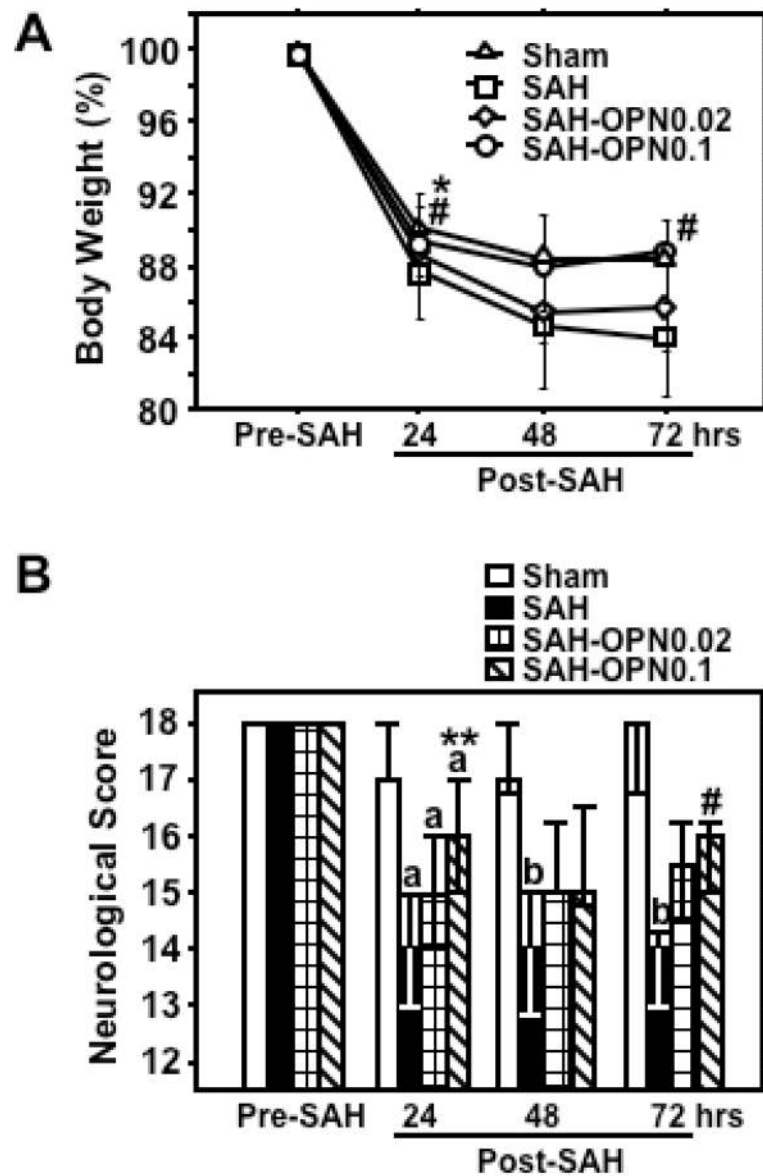 A
Body Weight (%)
100
96
92
88
84
80
Sham
SAH
SAH-OPN0.02
SAH-OPN0.1
*
#
#
Pre-SAH 24 48 72 hrs
Post-SAH
B
Sham
SAH
SAH-OPN0.02
SAH-OPN0.1
Neurological Score
18
17
16
15
14
13
12
a
a
**
a
b
b
#
Pre-SAH 24 48 72 hrs
Post-SAH